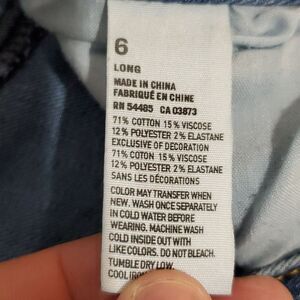 6
LONG
MADE IN CHINA
FABRIQUÉ EN CHINE
RN 54485 CA 03873
71% COTTON 15% VISCOSE
12% POLYESTER 2% ELASTANE
EXCLUSIVE OF DECORATION
71% COTON 15% VISCOSE
12% POLYESTER 2% ELASTHANE
SANS LES DÉCORATIONS
COLOR MAY TRANSFER WHEN
NEW. WASH ONCE SEPARATELY
IN COLD WATER BEFORE
WEARING. MACHINE WASH
COLD INSIDE OUT WITH
LIKE COLORS. DO NOT BLEACH.
TUMBLE DRY LOW.
COOL IRON